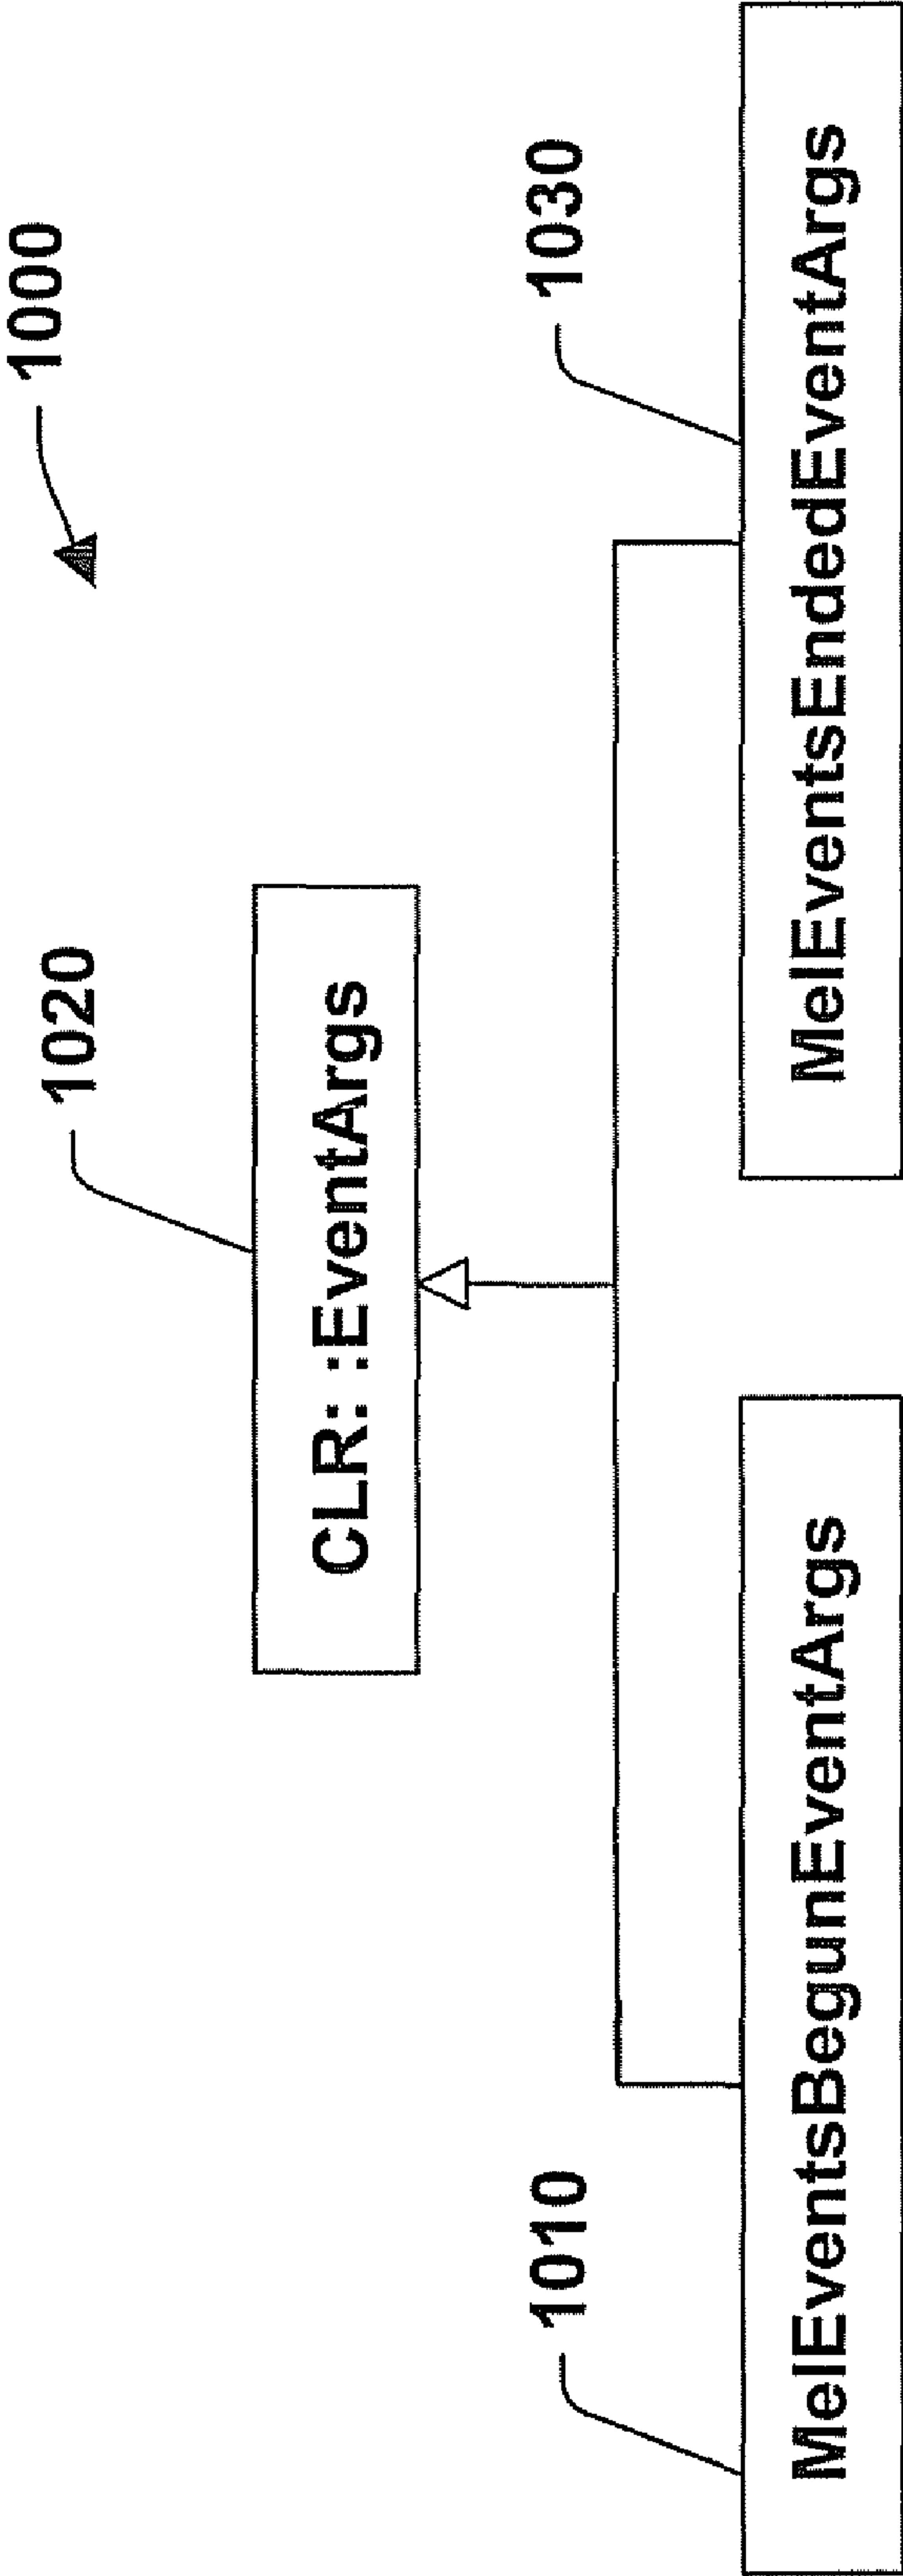 1000
1020
CLR: :EventArgs
1010
1030
MelEventsBegunEventArgs
MelEventsEndedEventArgs